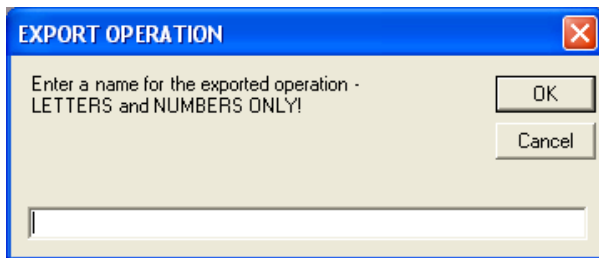 EXPORT OPERATION
Enter a name for the exported operation -
LETTERS and NUMBERS ONLY!
OK
Cancel